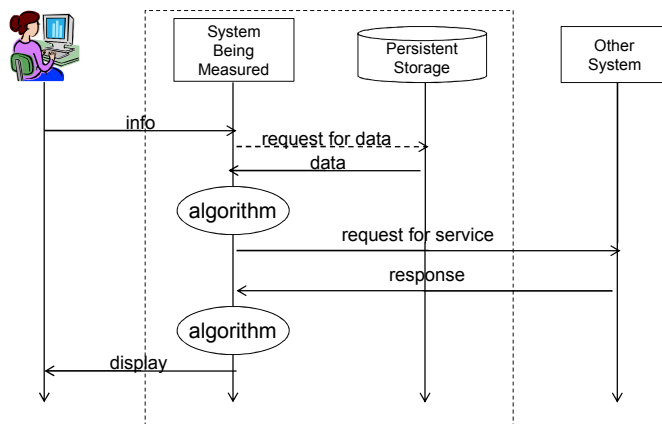 System
Being
Measured
Persistent
Storage
Other
System
info
request for data
data
algorithm
request for service
response
algorithm
display